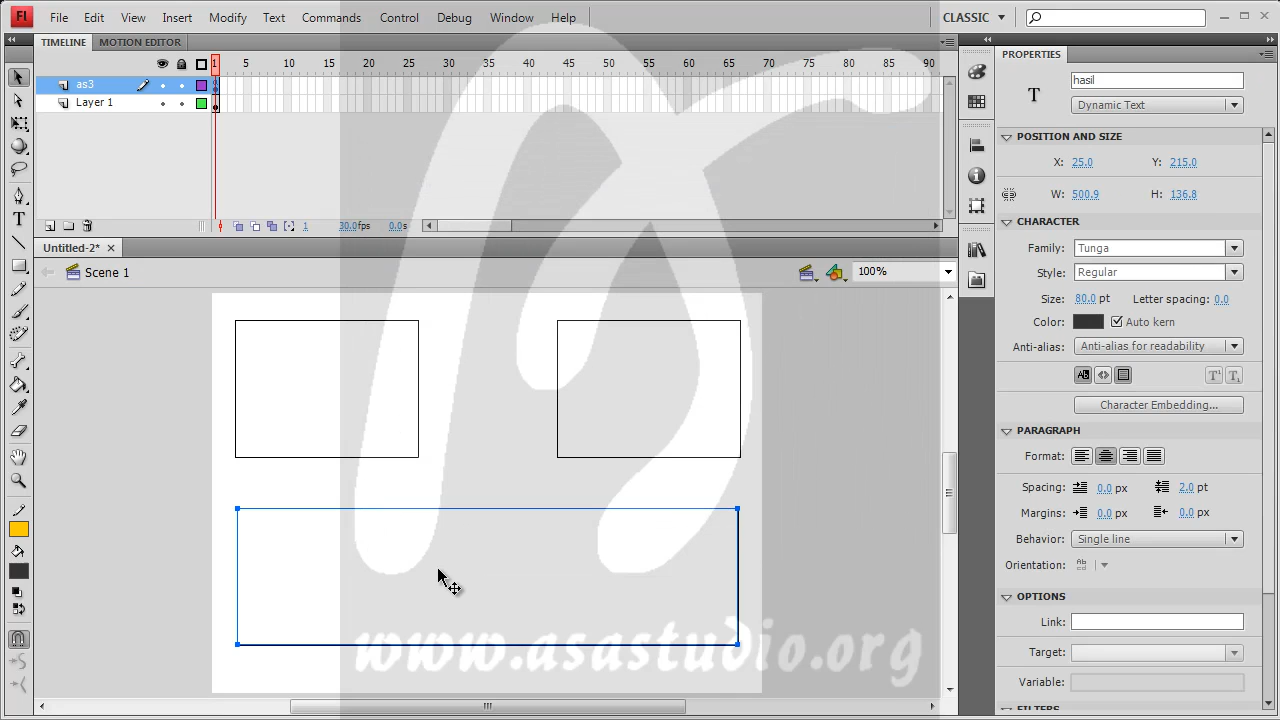 Fl File Edit View Insert Modify Text Commands Control Debug Window Help CLASSIC
TIMELINE MOTION EDITOR
1 5 10 15 20 25 30 35 40 45 50 55 60 65 70 75 80 85 90
as3
Layer 1
1 30.0fps 0.0s
Untitled-2*
Scene 1 100%
www.asastudio.org
PROPERTIES
T hasil
Dynamic Text
POSITION AND SIZE
X: 25.0 Y: 215.0
W: 500.9 H: 136.8
CHARACTER
Family: Tunga
Style: Regular
Size: 80.0 pt Letter spacing: 0.0
Color: Auto kern
Anti-alias: Anti-alias for readability
Character Embedding...
PARAGRAPH
Format:
Spacing: 0.0 px 2.0 pt
Margins: 0.0 px 0.0 px
Behavior: Single line
Orientation:
OPTIONS
Link:
Target:
Variable:
FILTERS